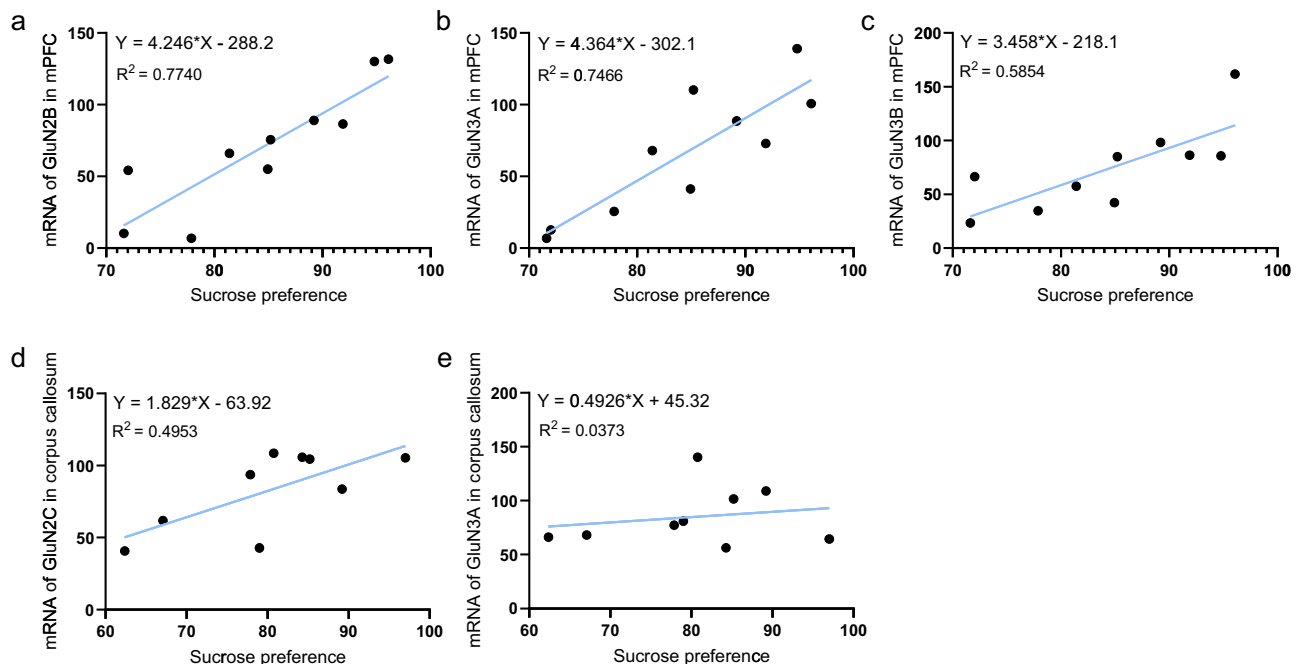 a
mRNA of GluN2B in mPFC
Y = 4.246*X - 288.2
R² = 0.7740
150
100
50
0
70
80
90
100
Sucrose preference
b
mRNA of GluN3A in mPFC
Y = 4.364*X - 302.1
R² = 0.7466
150
100
50
0
70
80
90
100
Sucrose preference
c
mRNA of GluN3B in mPFC
Y = 3.458*X - 218.1
R² = 0.5854
200
150
100
50
0
70
80
90
100
Sucrose preference
d
mRNA of GluN2C in corpus callosum
Y = 1.829*X - 63.92
R² = 0.4953
150
100
50
0
60
70
80
90
100
Sucrose preference
e
mRNA of GluN3A in corpus callosum
Y = 0.4926*X + 45.32
R² = 0.0373
200
150
100
50
0
60
70
80
90
100
Sucrose preference